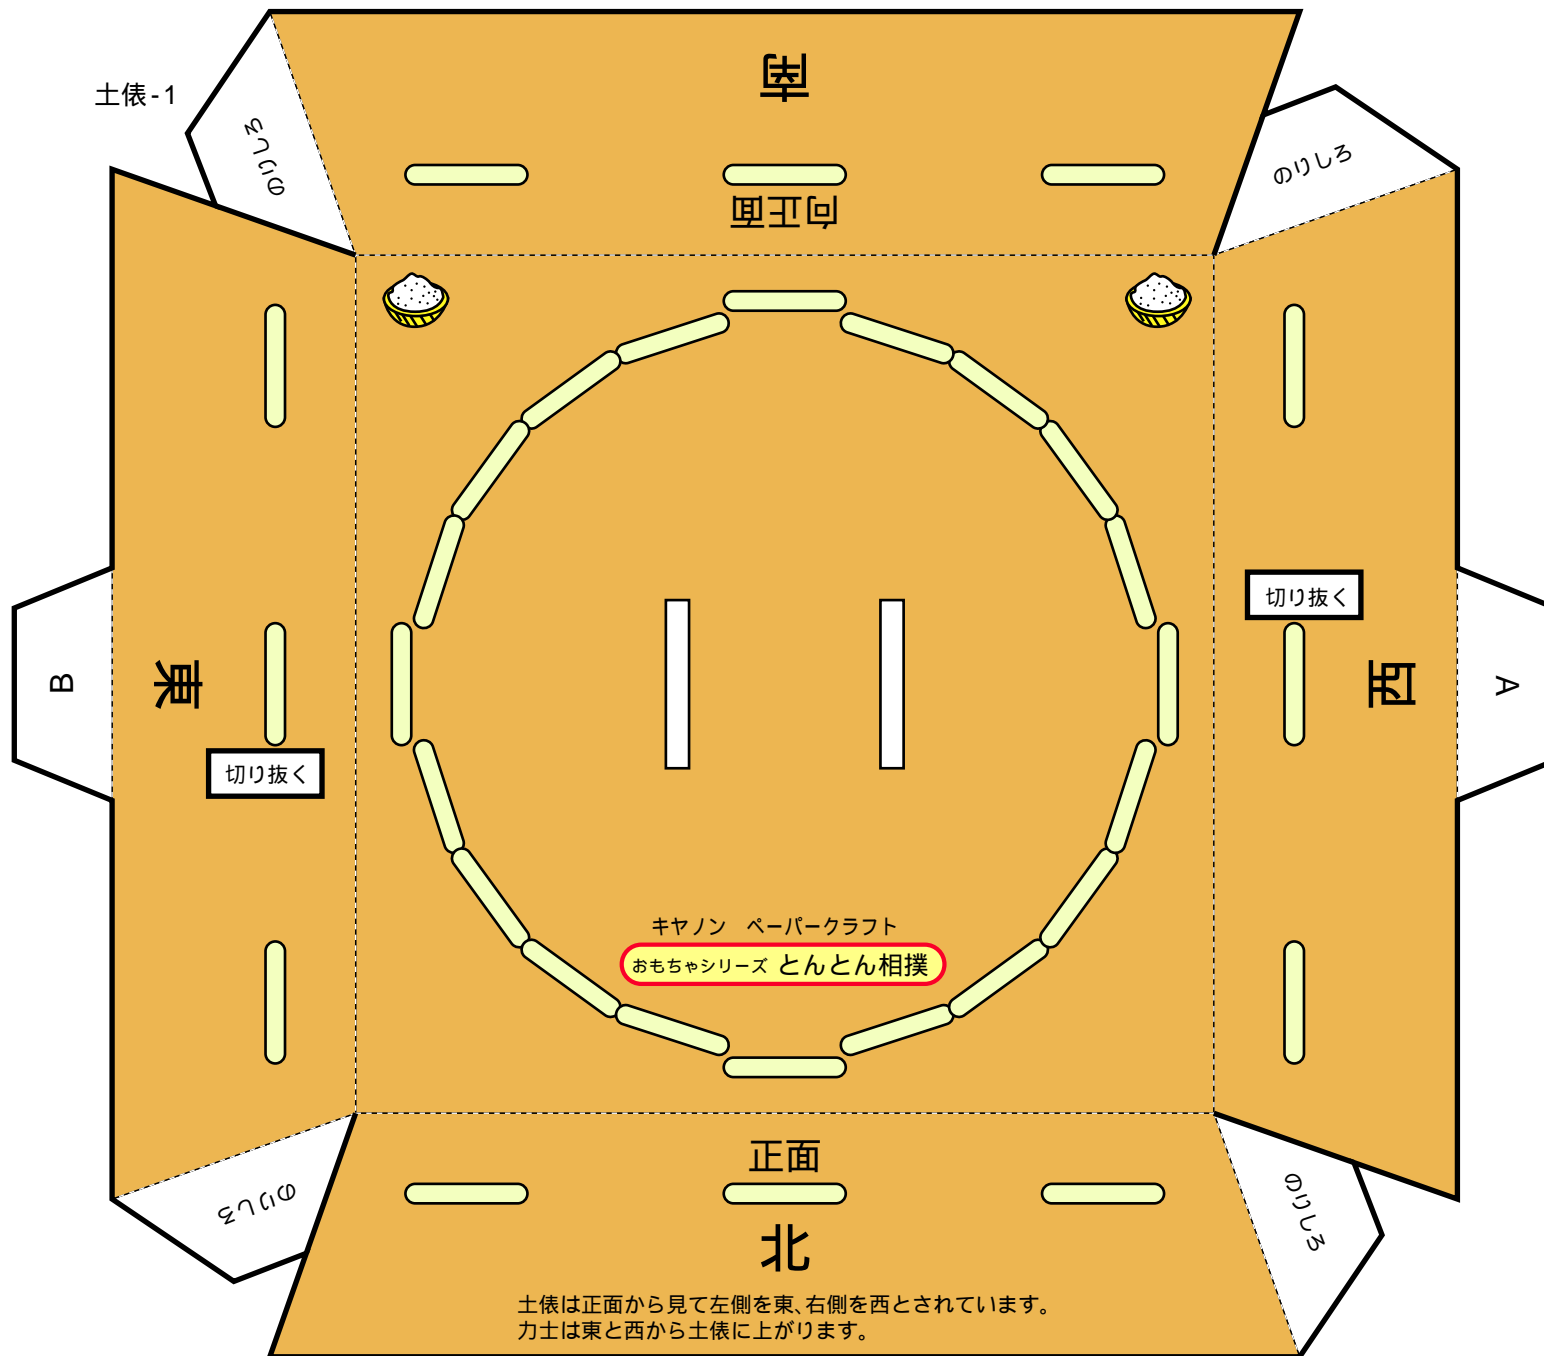 南
土俵-1
のりしろ
のりしろ
向正面
切り抜く
B
東
西
A
切り抜く
キヤノン　ペーパークラフト
おもちゃシリーズ とんとん相撲
正面
のりしろ
のりしろ
北
土俵は正面から見て左側を東、右側を西とされています。
力士は東と西から土俵に上がります。